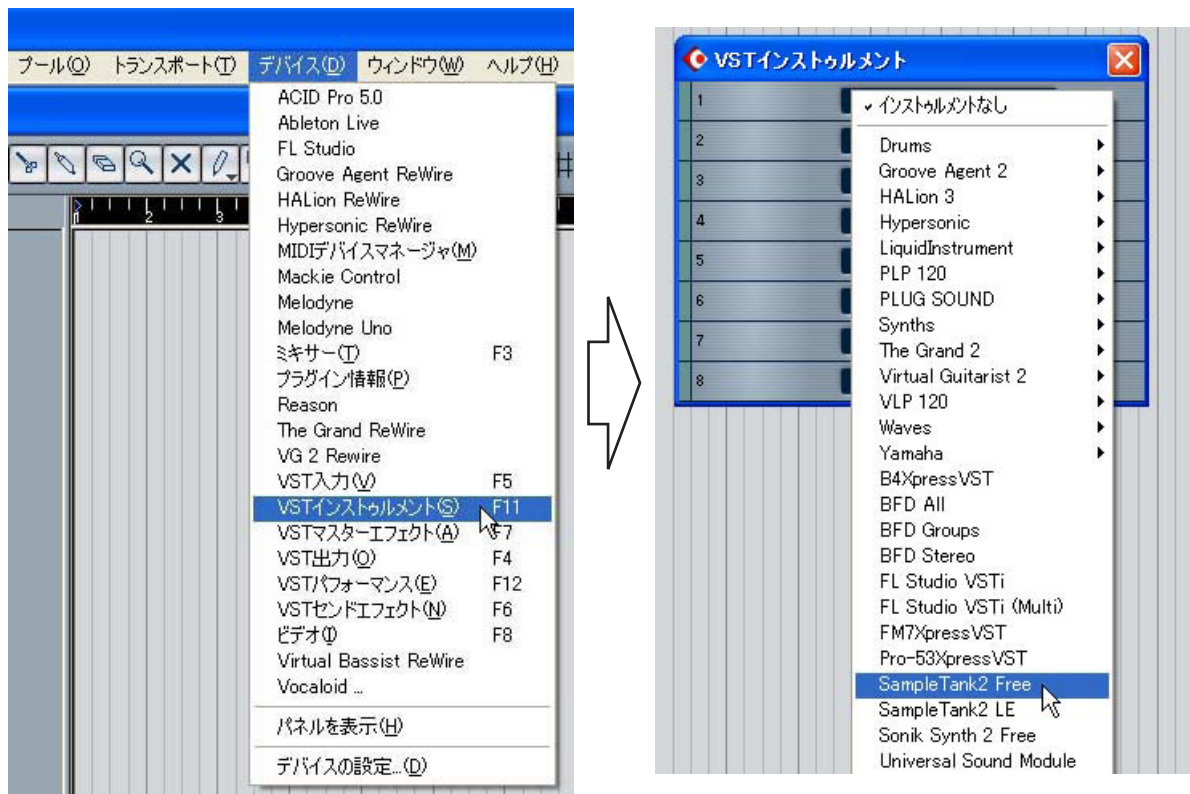 プール(O) トランスポート(T) デバイス(D) ウィンドウ(W) ヘルプ(H)
ACID Pro 5.0
Ableton Live
FL Studio
Groove Agent ReWire
HALion ReWire
Hypersonic ReWire
MIDIデバイスマネージャ(M)
Mackie Control
Melodyne
Melodyne Uno
ミキサー(T) F3
プラグイン情報(P)
Reason
The Grand ReWire
VG 2 Rewire
VST入力(V) F5
VSTインストゥルメント(S) F11
VSTマスターエフェクト(A) F7
VST出力(O) F4
VSTパフォーマンス(E) F12
VSTセンドエフェクト(N) F6
ビデオ(I) F8
Virtual Bassist ReWire
Vocaloid ...
パネルを表示(H)
デバイスの設定...(D)
1 2 3
VSTインストゥルメント
1
2
3
4
5
6
7
8
インストゥルメントなし
Drums
Groove Agent 2
HALion 3
Hypersonic
LiquidInstrument
PLP 120
PLUG SOUND
Synths
The Grand 2
Virtual Guitarist 2
VLP 120
Waves
Yamaha
B4XpressVST
BFD All
BFD Groups
BFD Stereo
FL Studio VSTi
FL Studio VSTi (Multi)
FM7XpressVST
Pro-53XpressVST
SampleTank2 Free
SampleTank2 LE
Sonik Synth 2 Free
Universal Sound Module